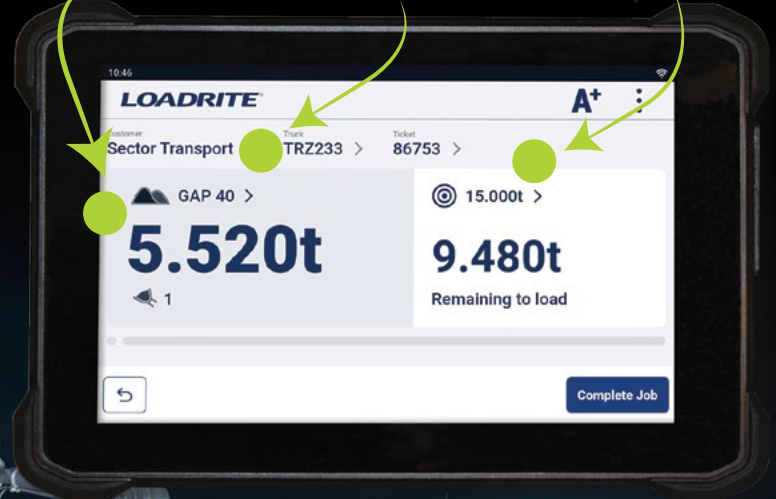 10:46
LOADRITE
A+
Customer
Truck
Ticket
Sector Transport
TRZ233 >
86753 >
GAP 40 >
15.000t >
5.520t
9.480t
1
Remaining to load
Complete Job